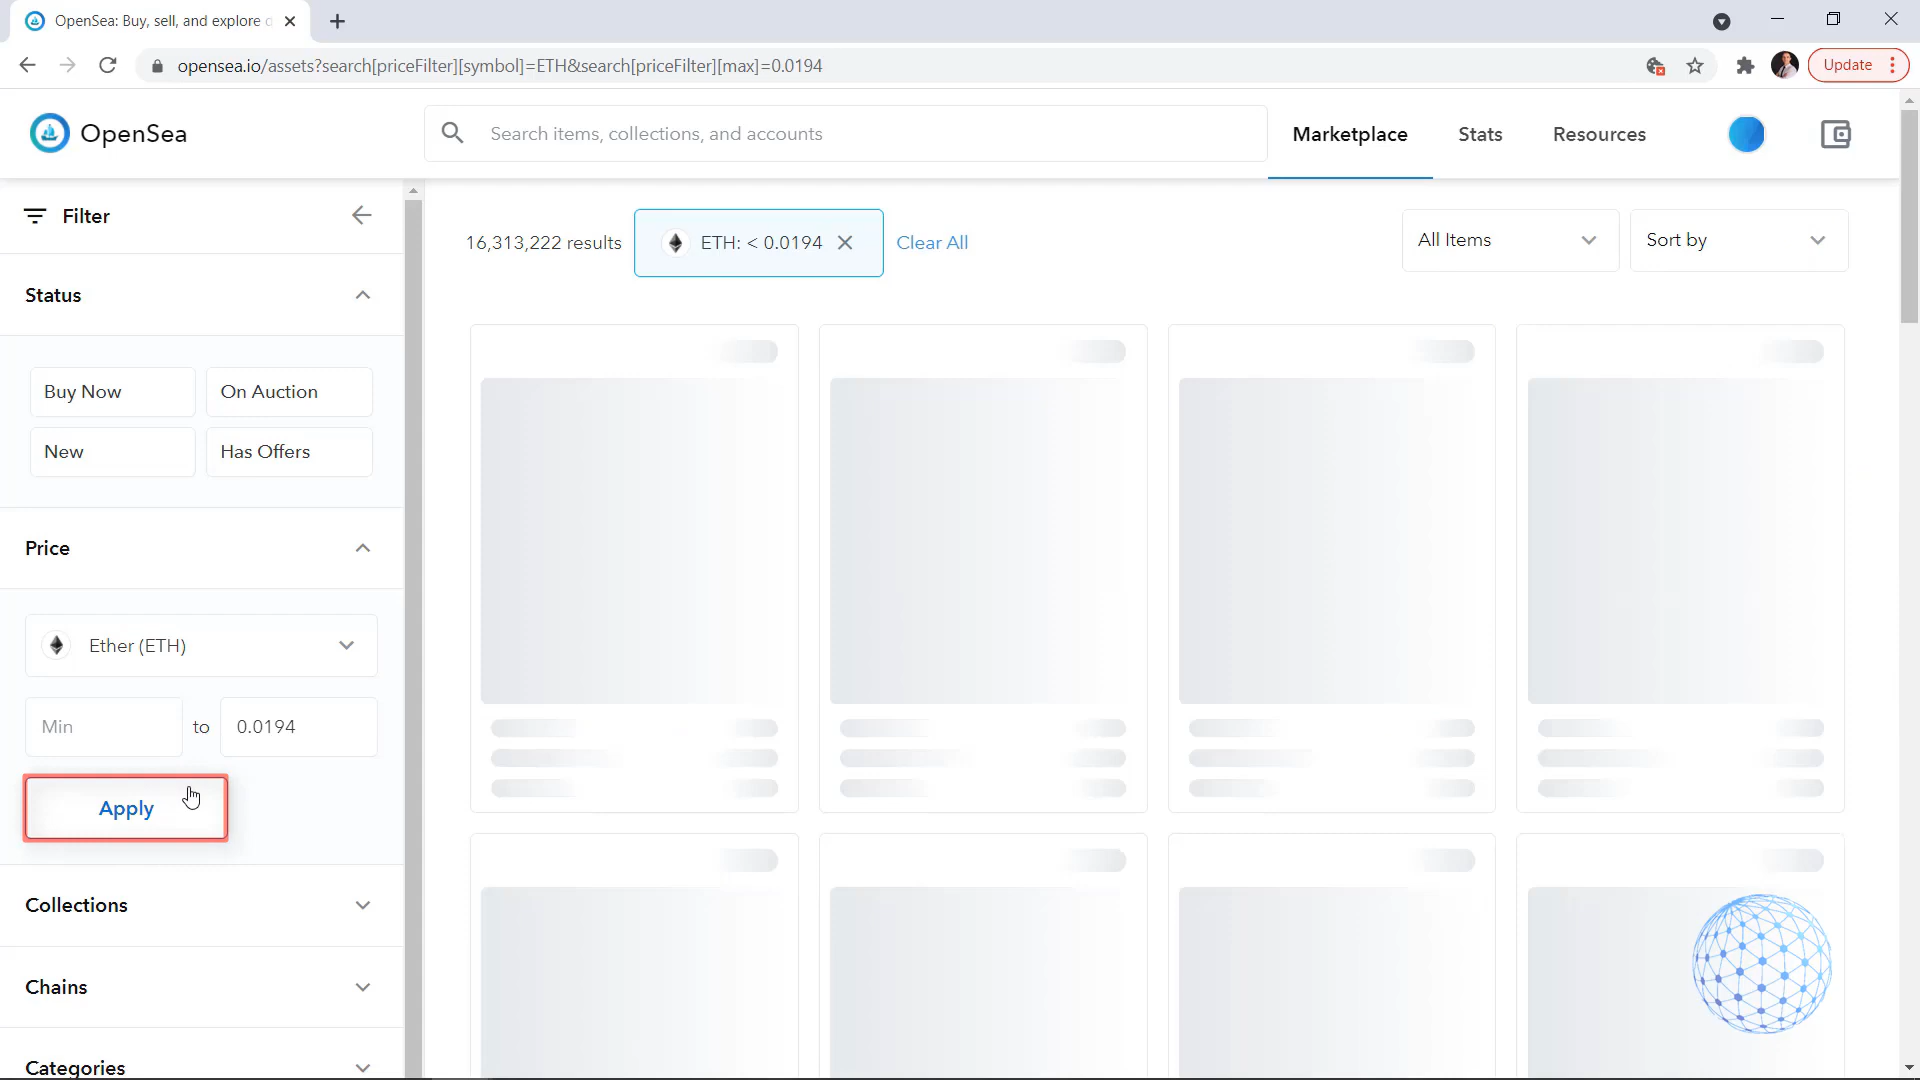 OpenSea: Buy, sell, and explore
Update
opensea.io/assets?search[priceFilter][symbol]=ETH&search[priceFilter][max]=0.0194
OpenSea
Search items, collections, and accounts
Marketplace
Stats
Resources
Filter
16,313,222 results
ETH: < 0.0194
Clear All
All Items
Sort by
Status
Buy Now
On Auction
New
Has Offers
Price
Ether (ETH)
Min
to
0.0194
Apply
Collections
Chains
Categories